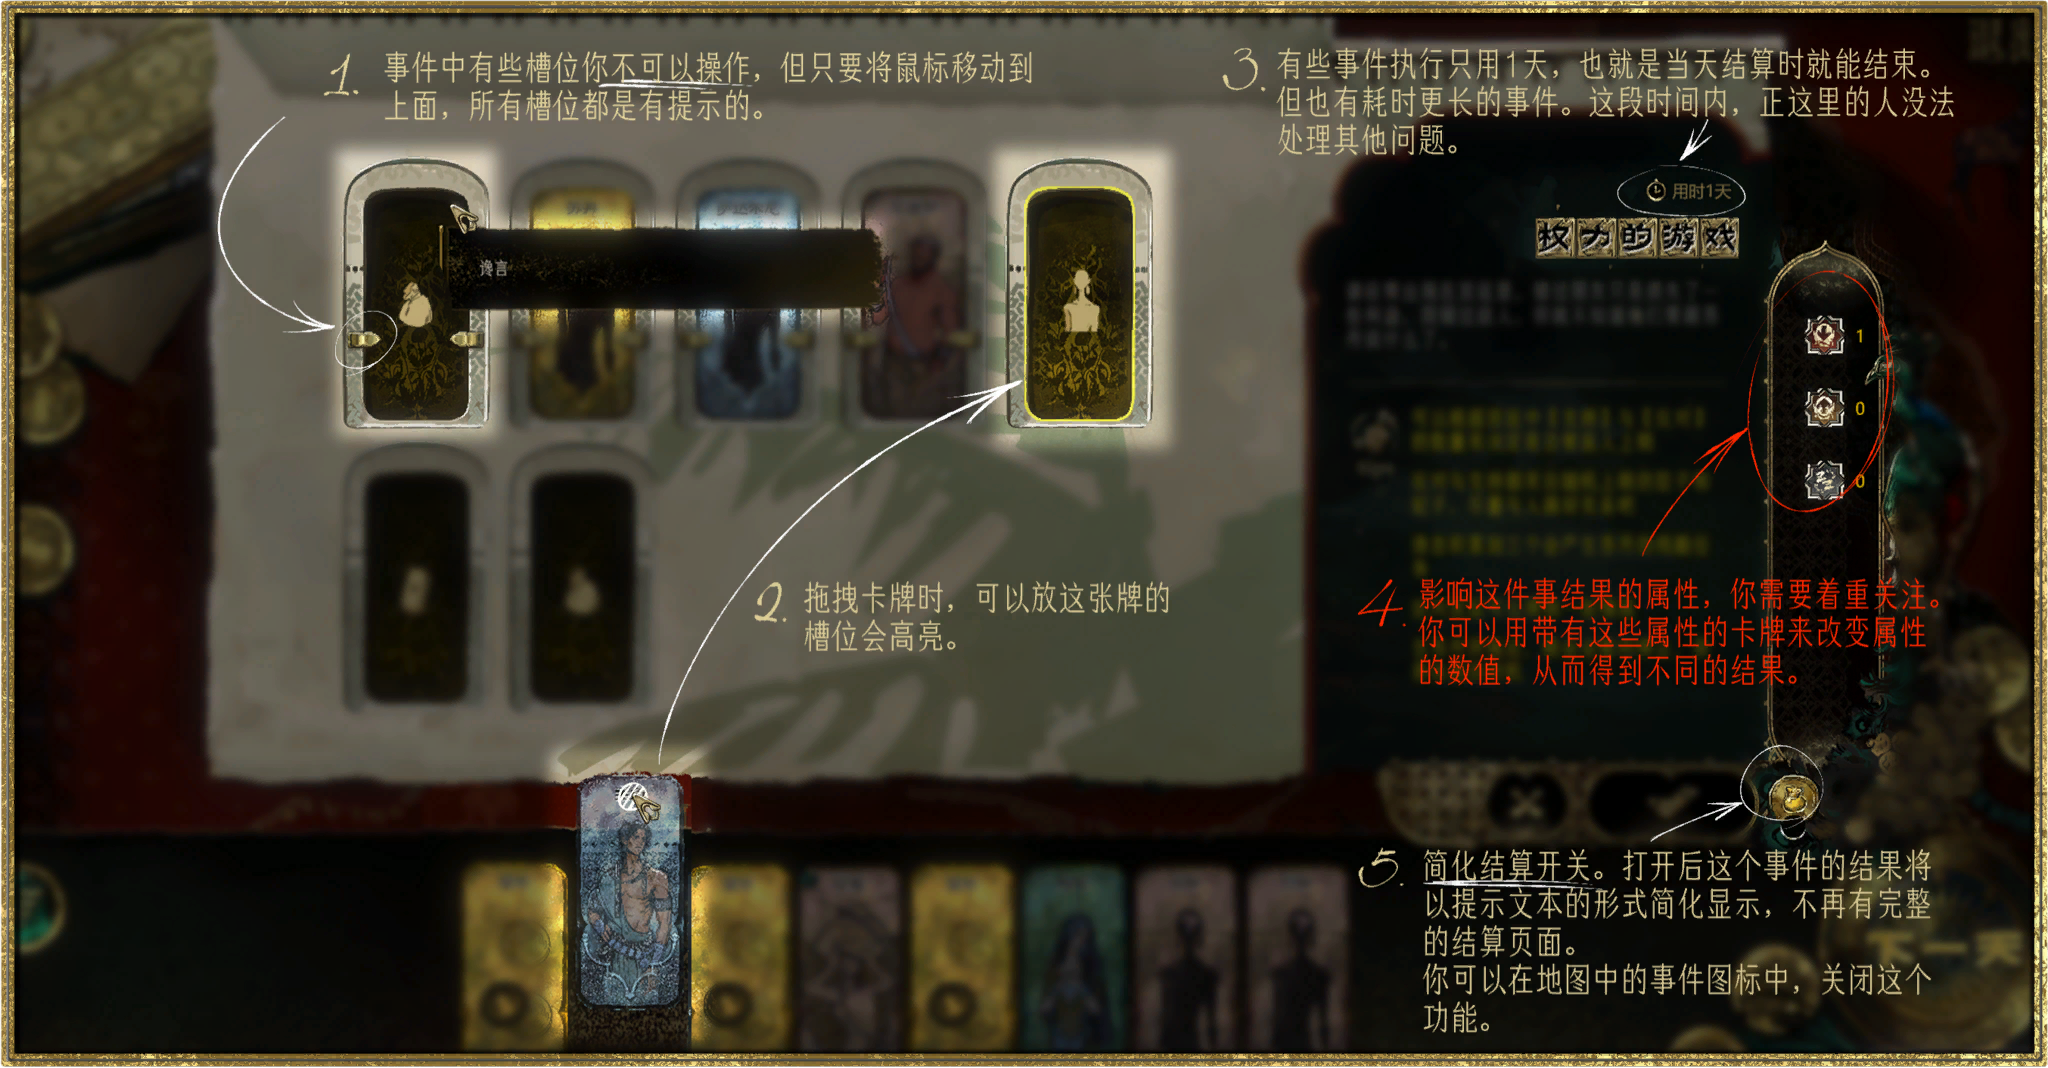 1. 事件中有些槽位你不可以操作，但只要将鼠标移动到
上面，所有槽位都是有提示的。
3. 有些事件执行只用1天，也就是当天结算时就能结束。
但也有耗时更长的事件。这段时间内，正这里的人没法
处理其他问题。
用时1天
权力的游戏
谗言
1
0
0
2. 拖拽卡牌时，可以放这张牌的
槽位会高亮。
4. 影响这件事结果的属性，你需要着重关注。
你可以用带有这些属性的卡牌来改变属性
的数值，从而得到不同的结果。
5. 简化结算开关。打开后这个事件的结果将
以提示文本的形式简化显示，不再有完整
的结算页面。
你可以在地图中的事件图标中，关闭这个
功能。
下一天